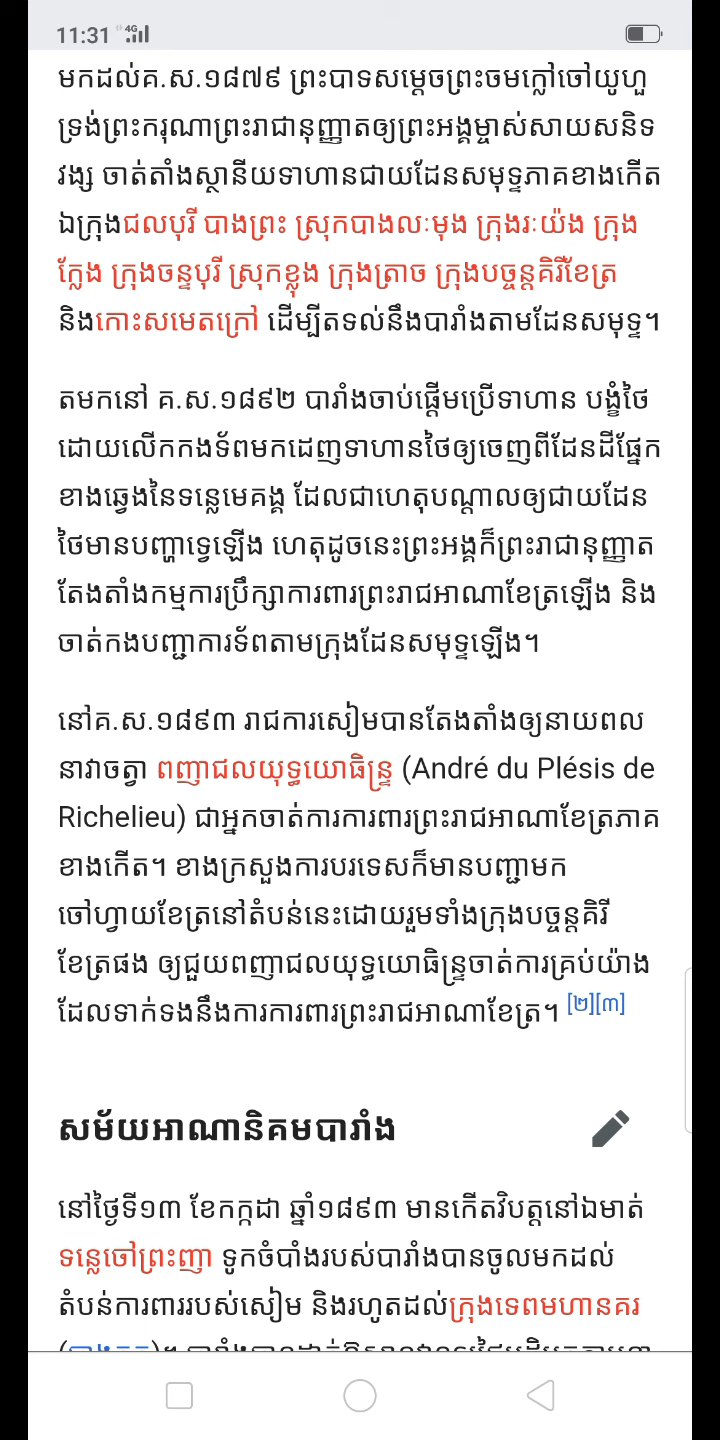 11:31 4G
មកដល់គ.ស.១៨៧៩ ព្រះបាទសម្តេចព្រះចមក្លៅចៅយូហួ
ទ្រង់ព្រះករុណាព្រះរាជានុញ្ញាតឲ្យព្រះអង្គម្ចាស់សាយសនិទ
វង្ស ចាត់តាំងស្ថានីយទាហានជាយដែនសមុទ្ទភាគខាងកើត
ឯក្រុងជលបុរី បាងព្រះ ស្រុកបាងលៈមុង ក្រុងរៈយ៉ង ក្រុង
ក្លែង ក្រុងចន្ទបុរី ស្រុកខ្លុង ក្រុងត្រាច ក្រុងបច្ចន្តគិរីខែត្រ
និងកោះសមេតក្រៅ ដើម្បីតទល់នឹងបារាំងតាមដែនសមុទ្ទ។
តមកនៅ គ.ស.១៨៩២ បារាំងចាប់ផ្តើមប្រើទាហាន បង្ខំថៃ
ដោយលើកកងទ័ពមកដេញទាហានថៃឲ្យចេញពីដែនដីផ្នែក
ខាងឆ្វេងនៃទន្លេមេគង្គ ដែលជាហេតុបណ្តាលឲ្យជាយដែន
ថៃមានបញ្ហាទ្វេឡើង ហេតុដូចនេះព្រះអង្គក៏ព្រះរាជានុញ្ញាត
តែងតាំងកម្មការប្រឹក្សាការពារព្រះរាជអាណាខែត្រឡើង និង
ចាត់កងបញ្ជាការទ័ពតាមក្រុងដែនសមុទ្ទឡើង។
នៅគ.ស.១៨៩៣ រាជការសៀមបានតែងតាំងឲ្យនាយពល
នាវាចត្វា ពញាជលយុទ្ធយោធិន្ទ្រ (André du Plésis de
Richelieu) ជាអ្នកចាត់ការការពារព្រះរាជអាណាខែត្រភាគ
ខាងកើត។ ខាងក្រសួងការបរទេសក៏មានបញ្ជាមក
ចៅហ្វាយខែត្រនៅតំបន់នេះដោយរួមទាំងក្រុងបច្ចន្តគិរី
ខែត្រផង ឲ្យជួយពញាជលយុទ្ធយោធិន្ទ្រចាត់ការគ្រប់យ៉ាង
ដែលទាក់ទងនឹងការការពារព្រះរាជអាណាខែត្រ។ [២][៣]
សម័យអាណានិគមបារាំង
នៅថ្ងៃទី១៣ ខែកក្កដា ឆ្នាំ១៨៩៣ មានកើតវិបត្តនៅឯមាត់
ទន្លេចៅព្រះញា ទូកចំបាំងរបស់បារាំងបានចូលមកដល់
តំបន់ការពាររបស់សៀម និងរហូតដល់ក្រុងទេពមហានគរ